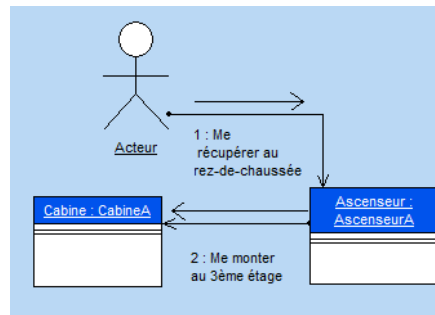 Acteur
1 : Me
récupérer au
rez-de-chaussée
Cabine : CabineA
Ascenseur :
AscenseurA
2 : Me monter
au 3ème étage